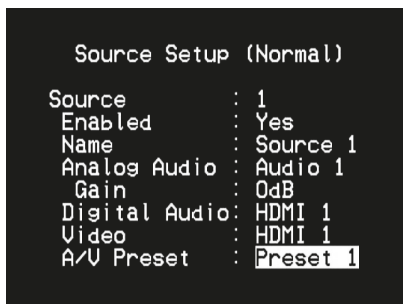 Source Setup (Normal)
Source : 1
Enabled : Yes
Name : Source 1
Analog Audio : Audio 1
Gain : 0dB
Digital Audio: HDMI 1
Video : HDMI 1
A/V Preset : Preset 1